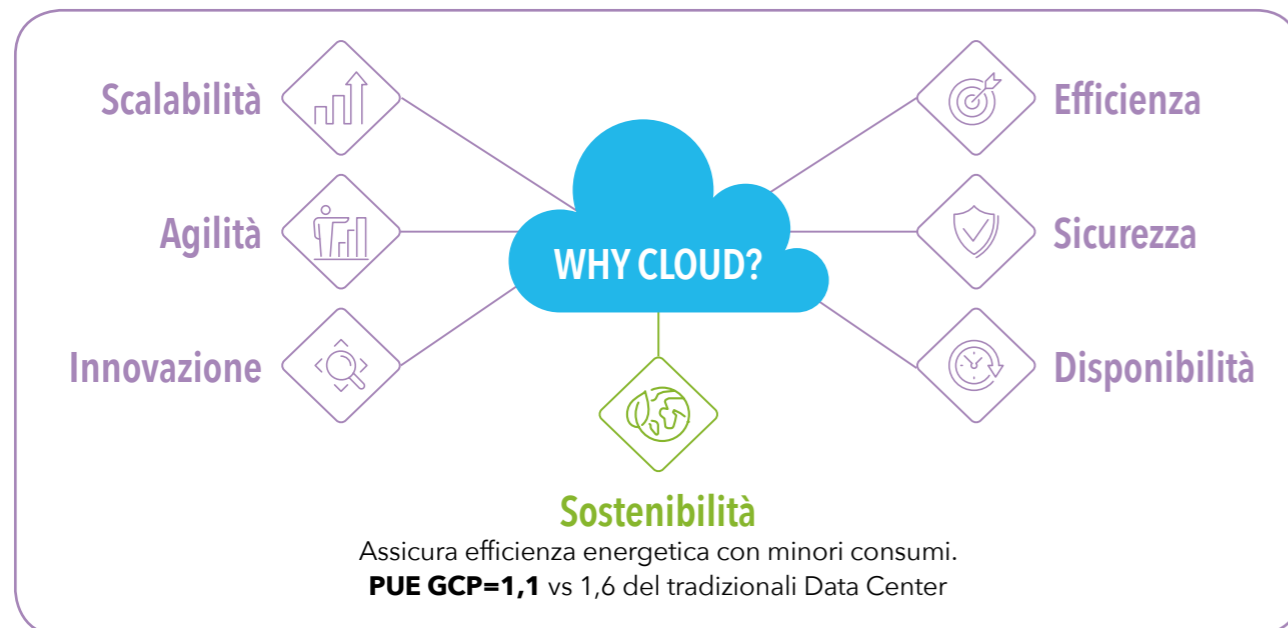 Scalabilità
Agilità
Innovazione
WHY CLOUD?
Efficienza
Sicurezza
Disponibilità
Sostenibilità
Assicura efficienza energetica con minori consumi.
PUE GCP=1,1 vs 1,6 del tradizionali Data Center